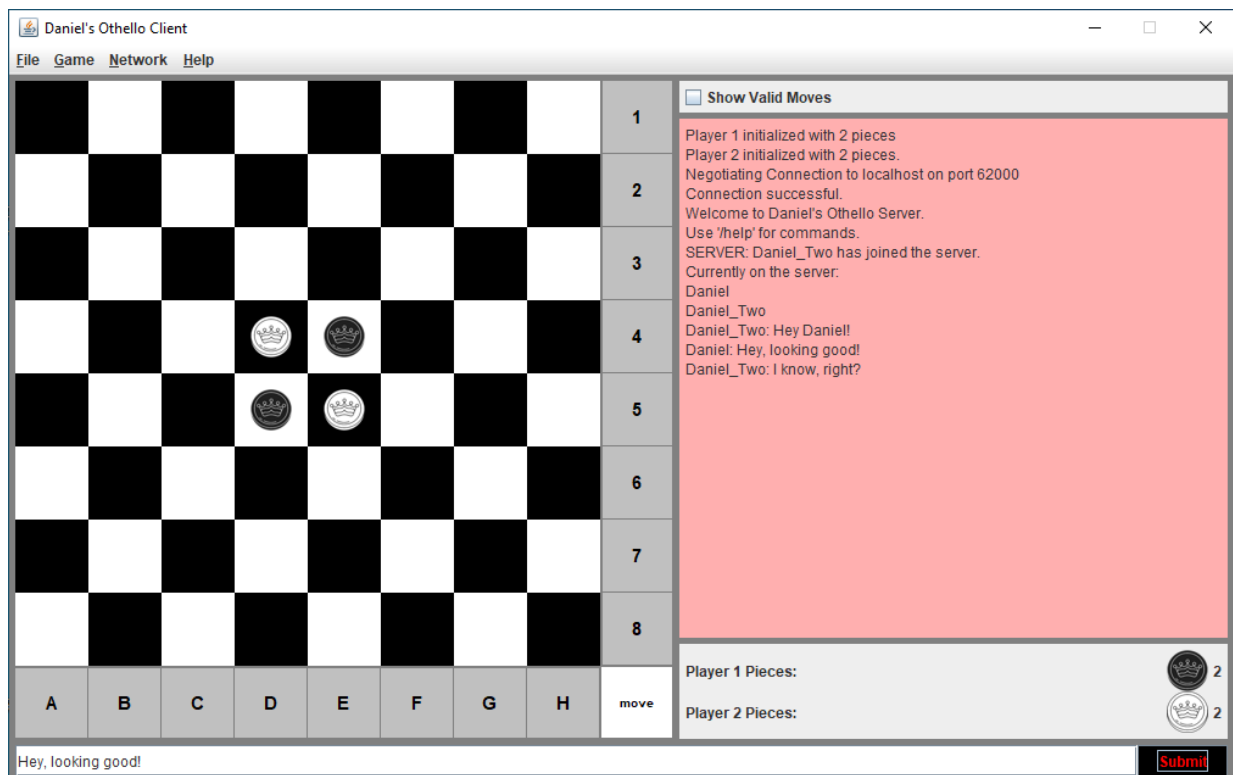 Daniel's Othello Client
File Game Network Help
1
2
3
4
5
6
7
8
A B C D E F G H move
Show Valid Moves
Player 1 initialized with 2 pieces
Player 2 initialized with 2 pieces.
Negotiating Connection to localhost on port 62000
Connection successful.
Welcome to Daniel's Othello Server.
Use '/help' for commands.
SERVER: Daniel_Two has joined the server.
Currently on the server:
Daniel
Daniel_Two
Daniel_Two: Hey Daniel!
Daniel: Hey, looking good!
Daniel_Two: I know, right?
Player 1 Pieces: 2
Player 2 Pieces: 2
Hey, looking good! Submit